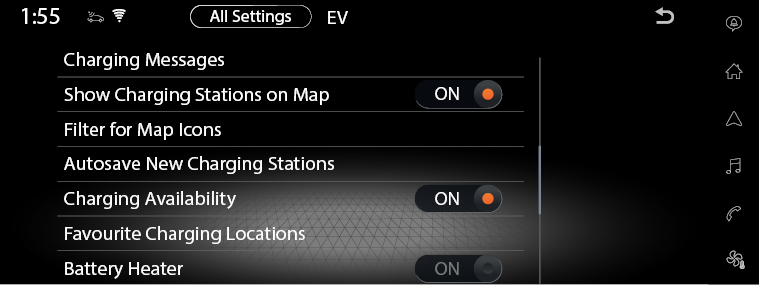 1:55 All Settings EV
Charging Messages
Show Charging Stations on Map ON
Filter for Map Icons
Autosave New Charging Stations
Charging Availability ON
Favourite Charging Locations
Battery Heater ON